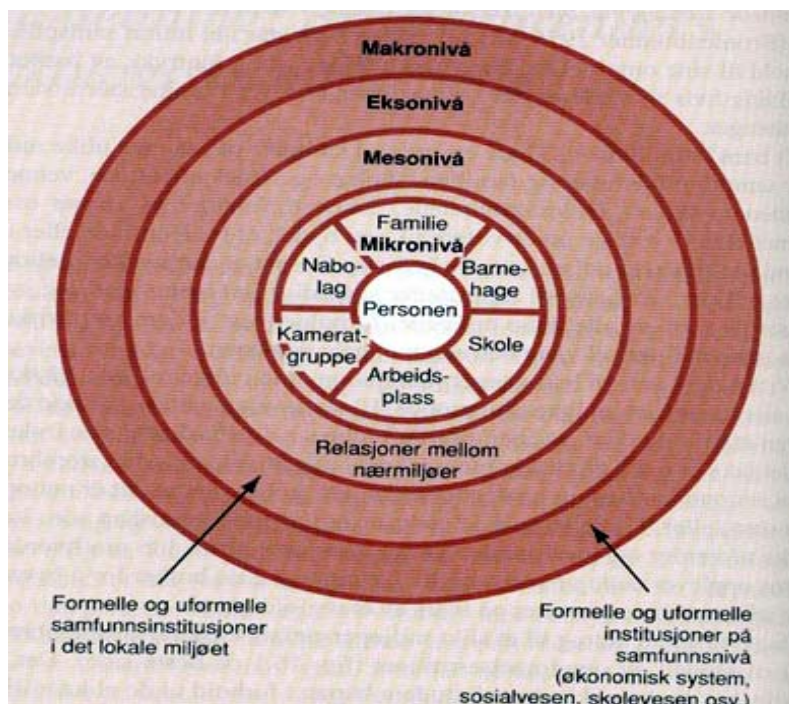 Makronivå
Eksonivå
Mesonivå
Familie
Mikronivå
Nabo-
lag
Barne-
hage
Personen
Kamerat-
gruppe
Skole
Arbeids-
plass
Relasjoner mellom
nærmiljøer
Formelle og uformelle
samfunnsinstitusjoner
i det lokale miljøet
Formelle og uformelle
institusjoner på
samfunnsnivå
(økonomisk system,
sosialvesen, skolevesen osv.)